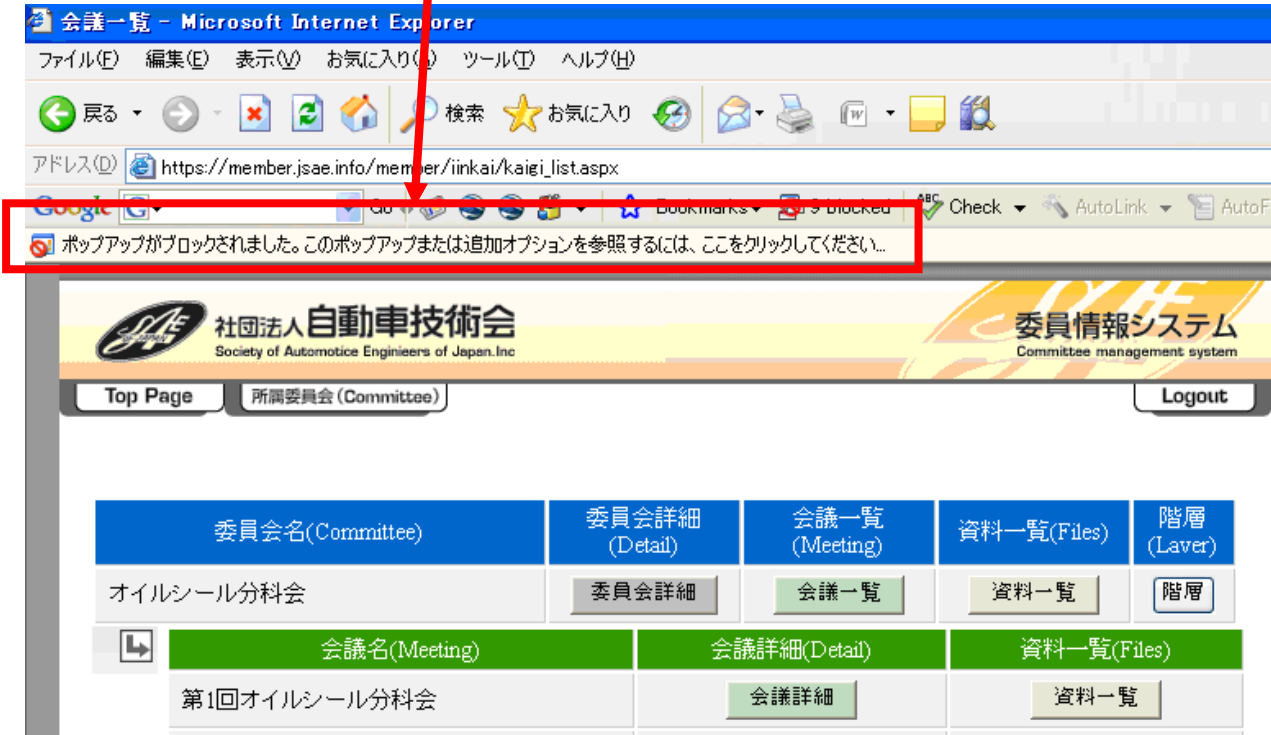 会議一覧 - Microsoft Internet Explorer
ファイル(F) 編集(E) 表示(V) お気に入り(A) ツール(T) ヘルプ(H)
戻る 検索 お気に入り
アドレス(D) https://member.jsae.info/member/iinkai/kaigi_list.aspx
Google Go Bookmarks 9 blocked Check AutoLink AutoF
ポップアップがブロックされました。このポップアップまたは追加オプションを参照するには、ここをクリックしてください...
社団法人自動車技術会
Society of Automotice Enginieers of Japan.Inc
委員情報システム
Committee management system
Top Page 所属委員会(Committee) Logout
委員会名(Committee) 委員会詳細(Detail) 会議一覧(Meeting) 資料一覧(Files) 階層(Laver)
オイルシール分科会 委員会詳細 会議一覧 資料一覧 階層
会議名(Meeting) 会議詳細(Detail) 資料一覧(Files)
第1回オイルシール分科会 会議詳細 資料一覧